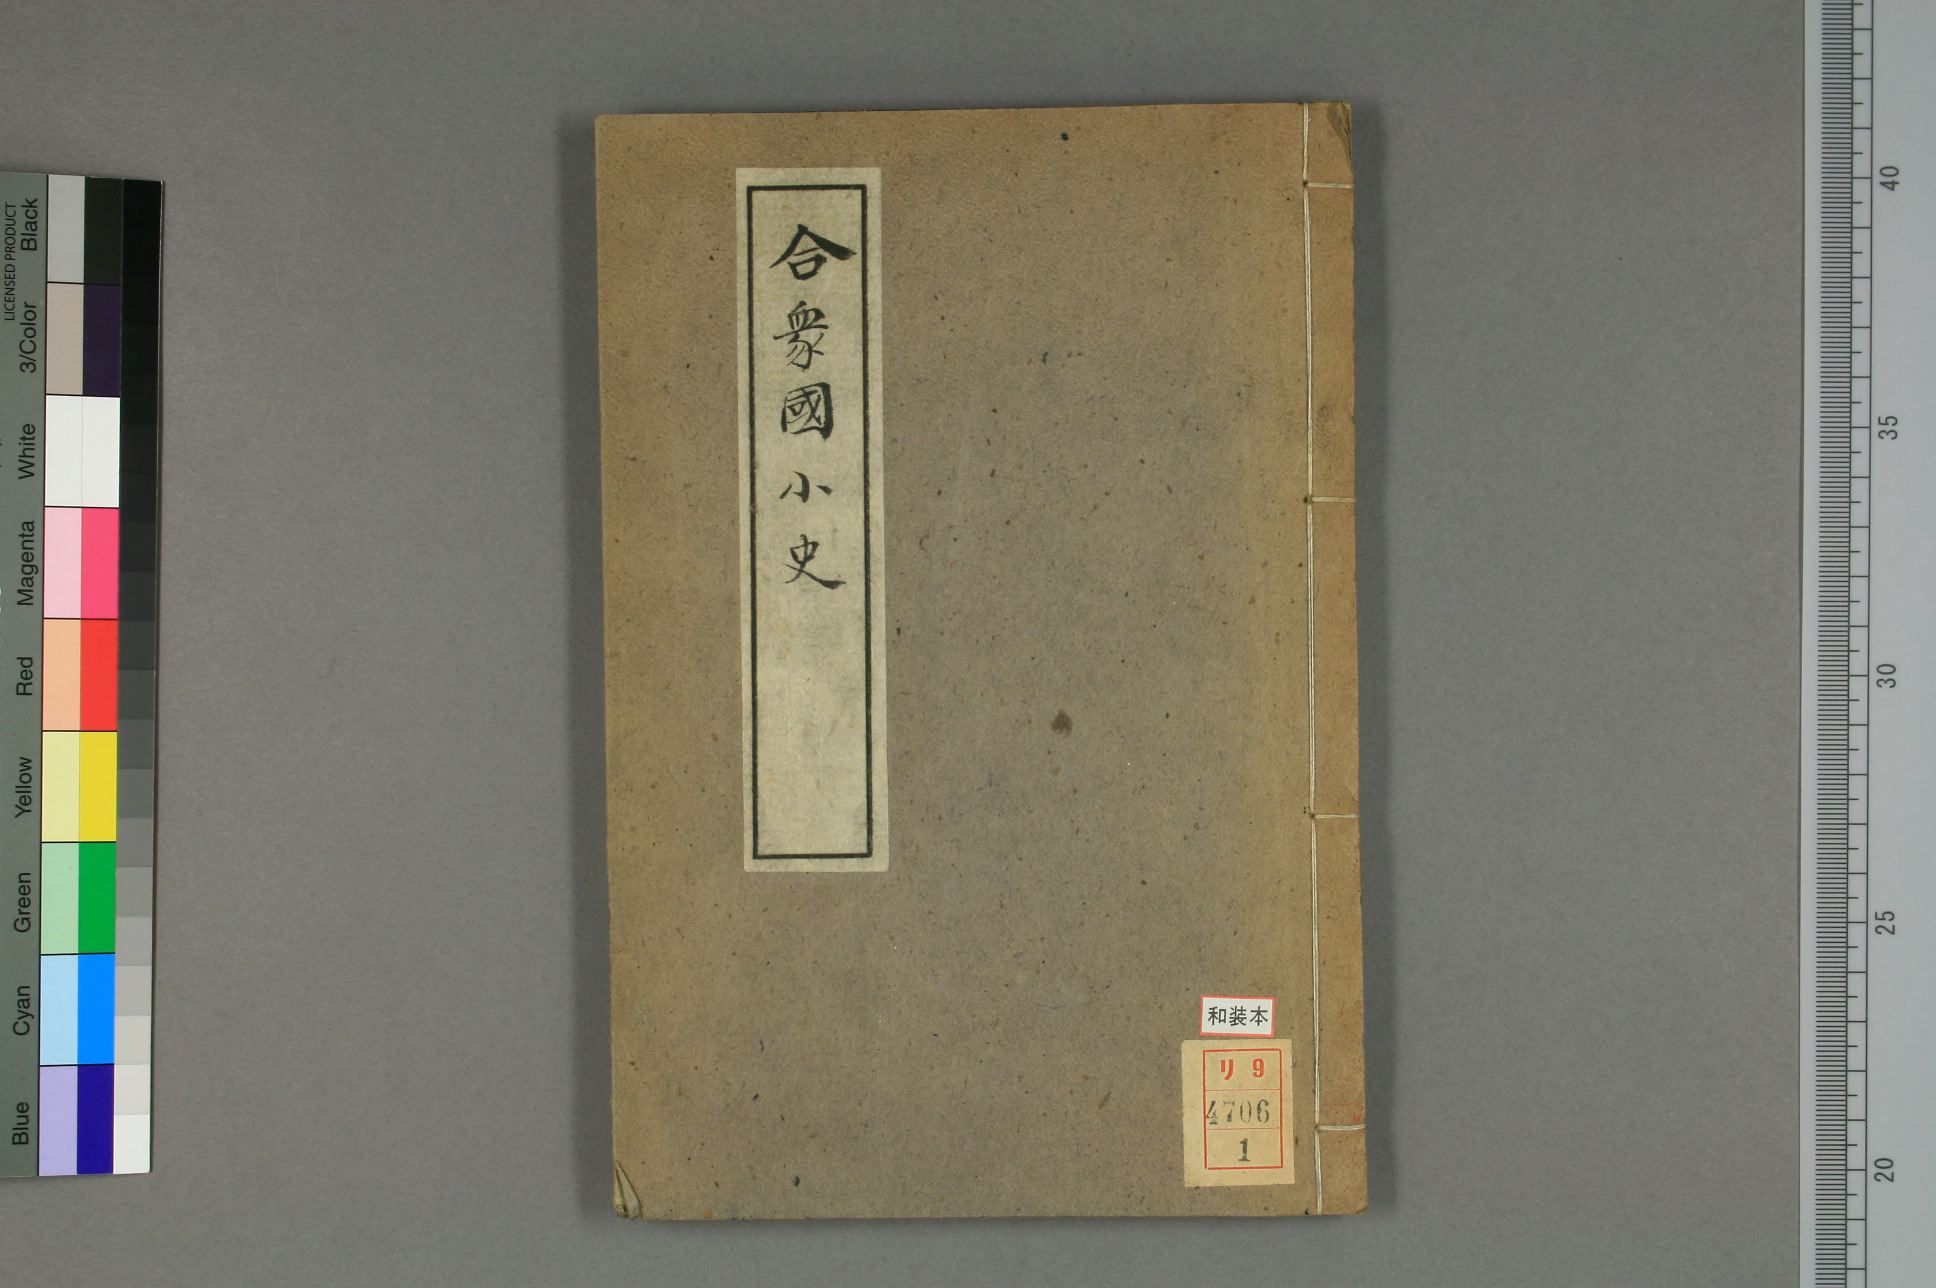 合衆國小史
和装本
リ 9
4706
1
LICENSED PRODUCT
Black
3/Color
White
Magenta
Red
Yellow
Green
Cyan
Blue
40
35
30
25
20